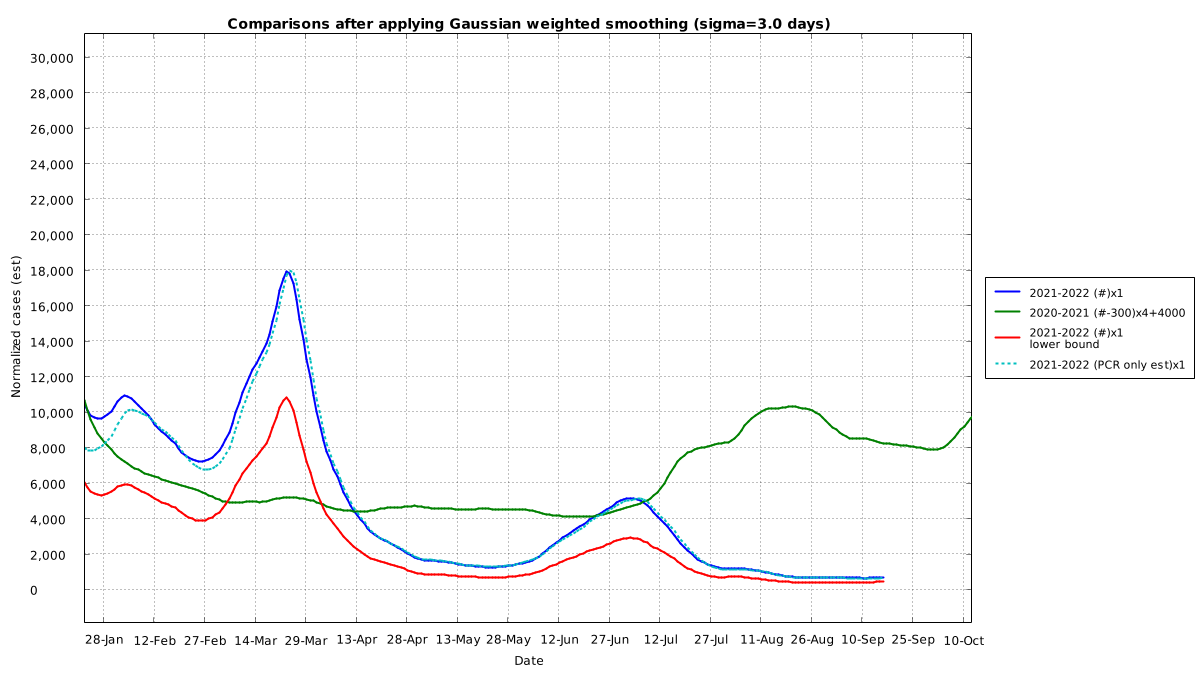 Comparisons after applying Gaussian weighted smoothing (sigma=3.0 days)
30,000
28,000
26,000
24,000
22,000
20,000
18,000
16,000
14,000
12,000
10,000
8,000
6,000
4,000
2,000
0
Normalized cases (est)
28-Jan 12-Feb 27-Feb 14-Mar 29-Mar 13-Apr 28-Apr 13-May 28-May 12-Jun 27-Jun 12-Jul 27-Jul 11-Aug 26-Aug 10-Sep 25-Sep 10-Oct
Date
2021-2022 (#)x1
2020-2021 (#-300)x4+4000
2021-2022 (#)x1
lower bound
2021-2022 (PCR only est)x1